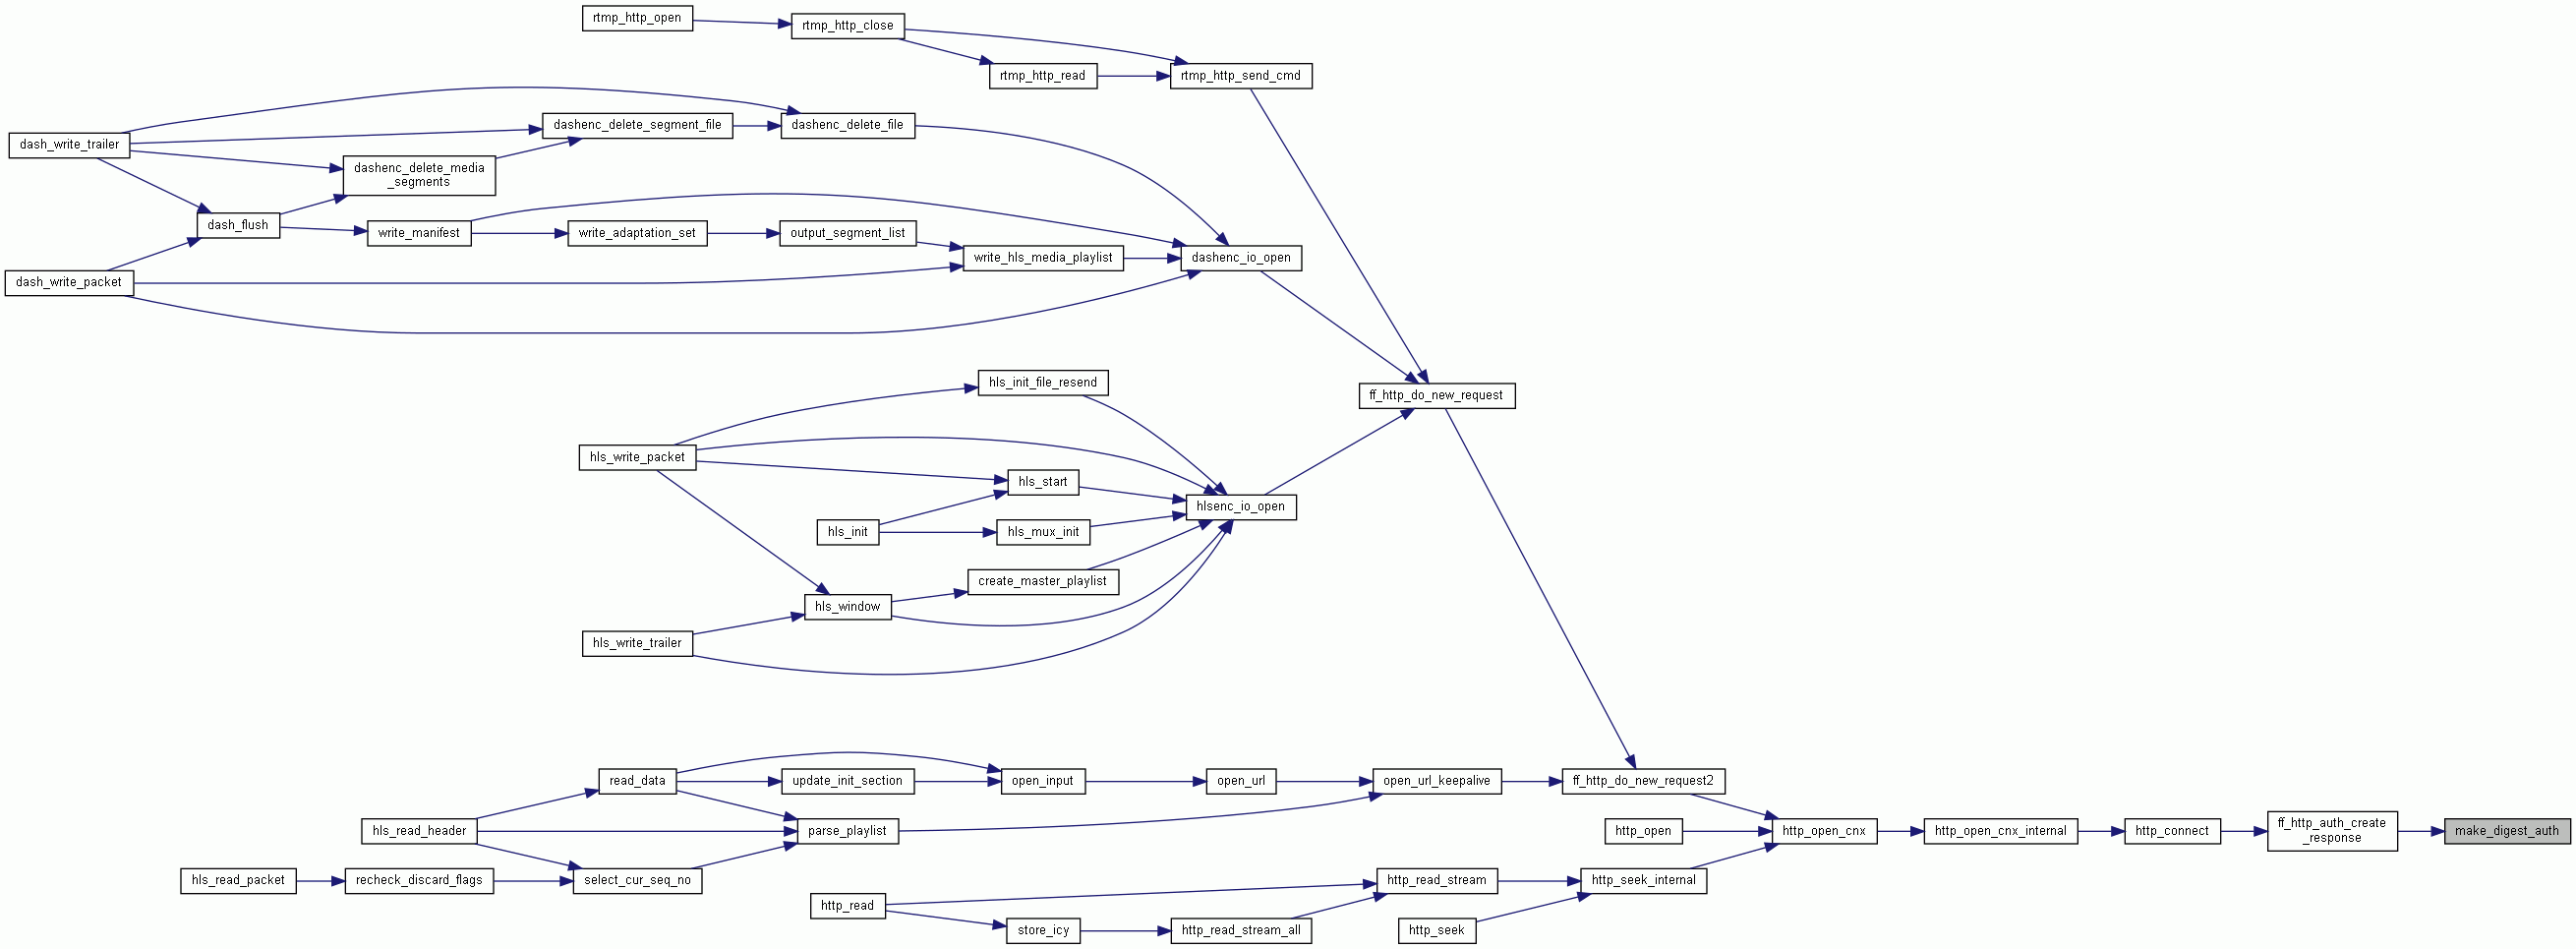 rtmp_http_open
rtmp_http_close
rtmp_http_read
rtmp_http_send_cmd
dash_write_trailer
dashenc_delete_segment_file
dashenc_delete_file
dashenc_delete_media
_segments
dash_flush
write_manifest
write_adaptation_set
output_segment_list
write_hls_media_playlist
dashenc_io_open
dash_write_packet
hls_init_file_resend
ff_http_do_new_request
hls_write_packet
hls_start
hlsenc_io_open
hls_init
hls_mux_init
create_master_playlist
hls_window
hls_write_trailer
read_data
update_init_section
open_input
open_url
open_url_keepalive
ff_http_do_new_request2
hls_read_header
parse_playlist
http_open
http_open_cnx
http_open_cnx_internal
http_connect
ff_http_auth_create
_response
make_digest_auth
hls_read_packet
recheck_discard_flags
select_cur_seq_no
http_read_stream
http_seek_internal
http_read
store_icy
http_read_stream_all
http_seek